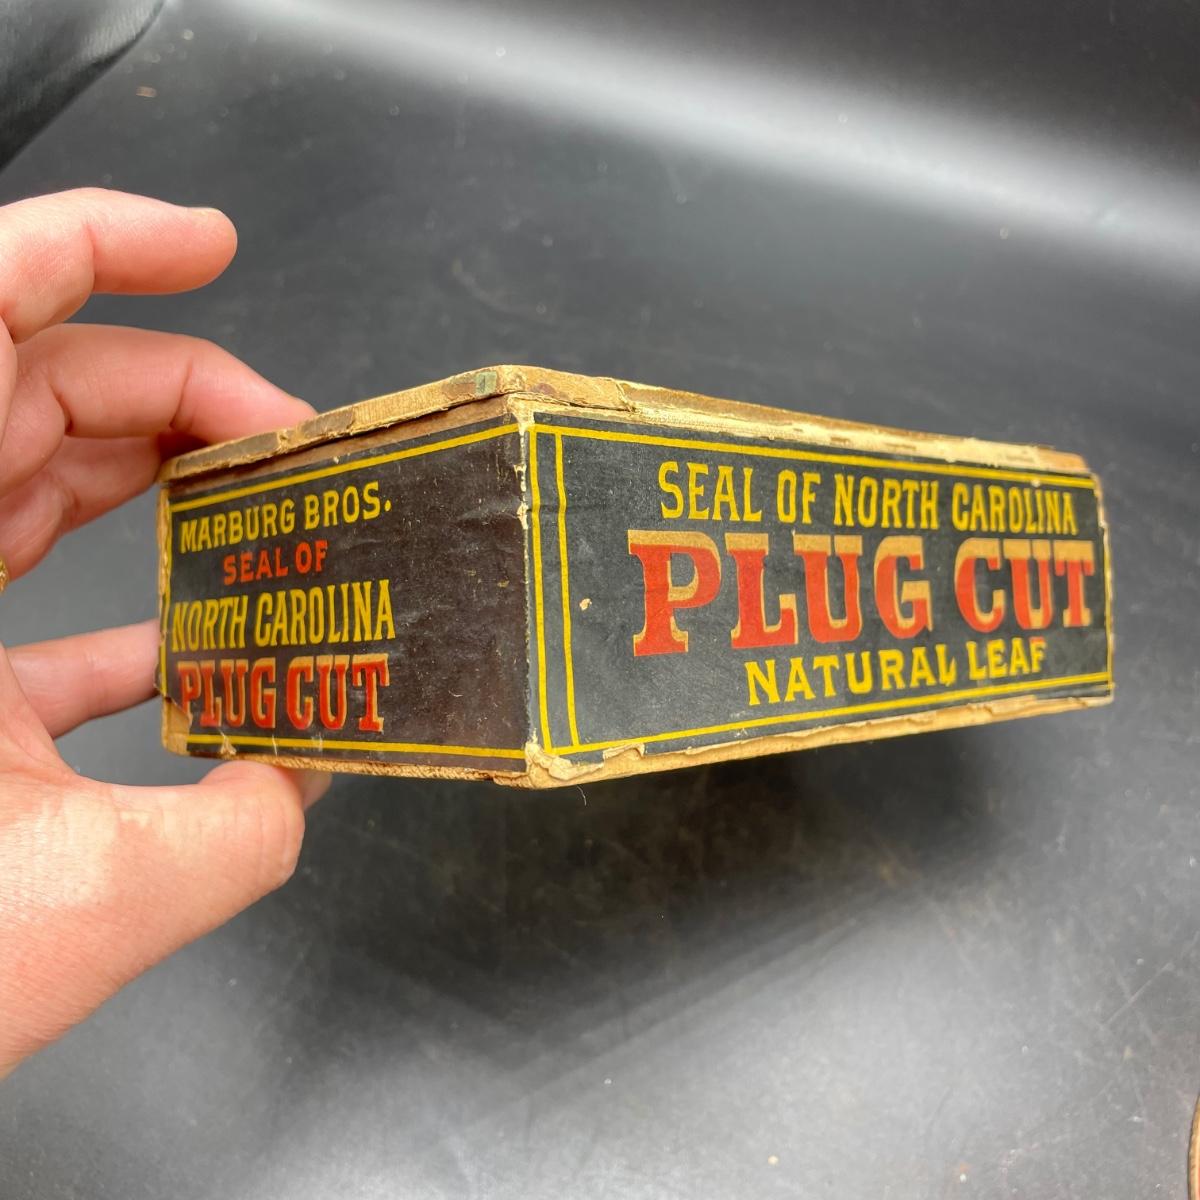 MARBURG BROS.
SEAL OF
NORTH CAROLINA
PLUG CUT
SEAL OF NORTH CAROLINA
PLUG CUT
NATURAL LEAF